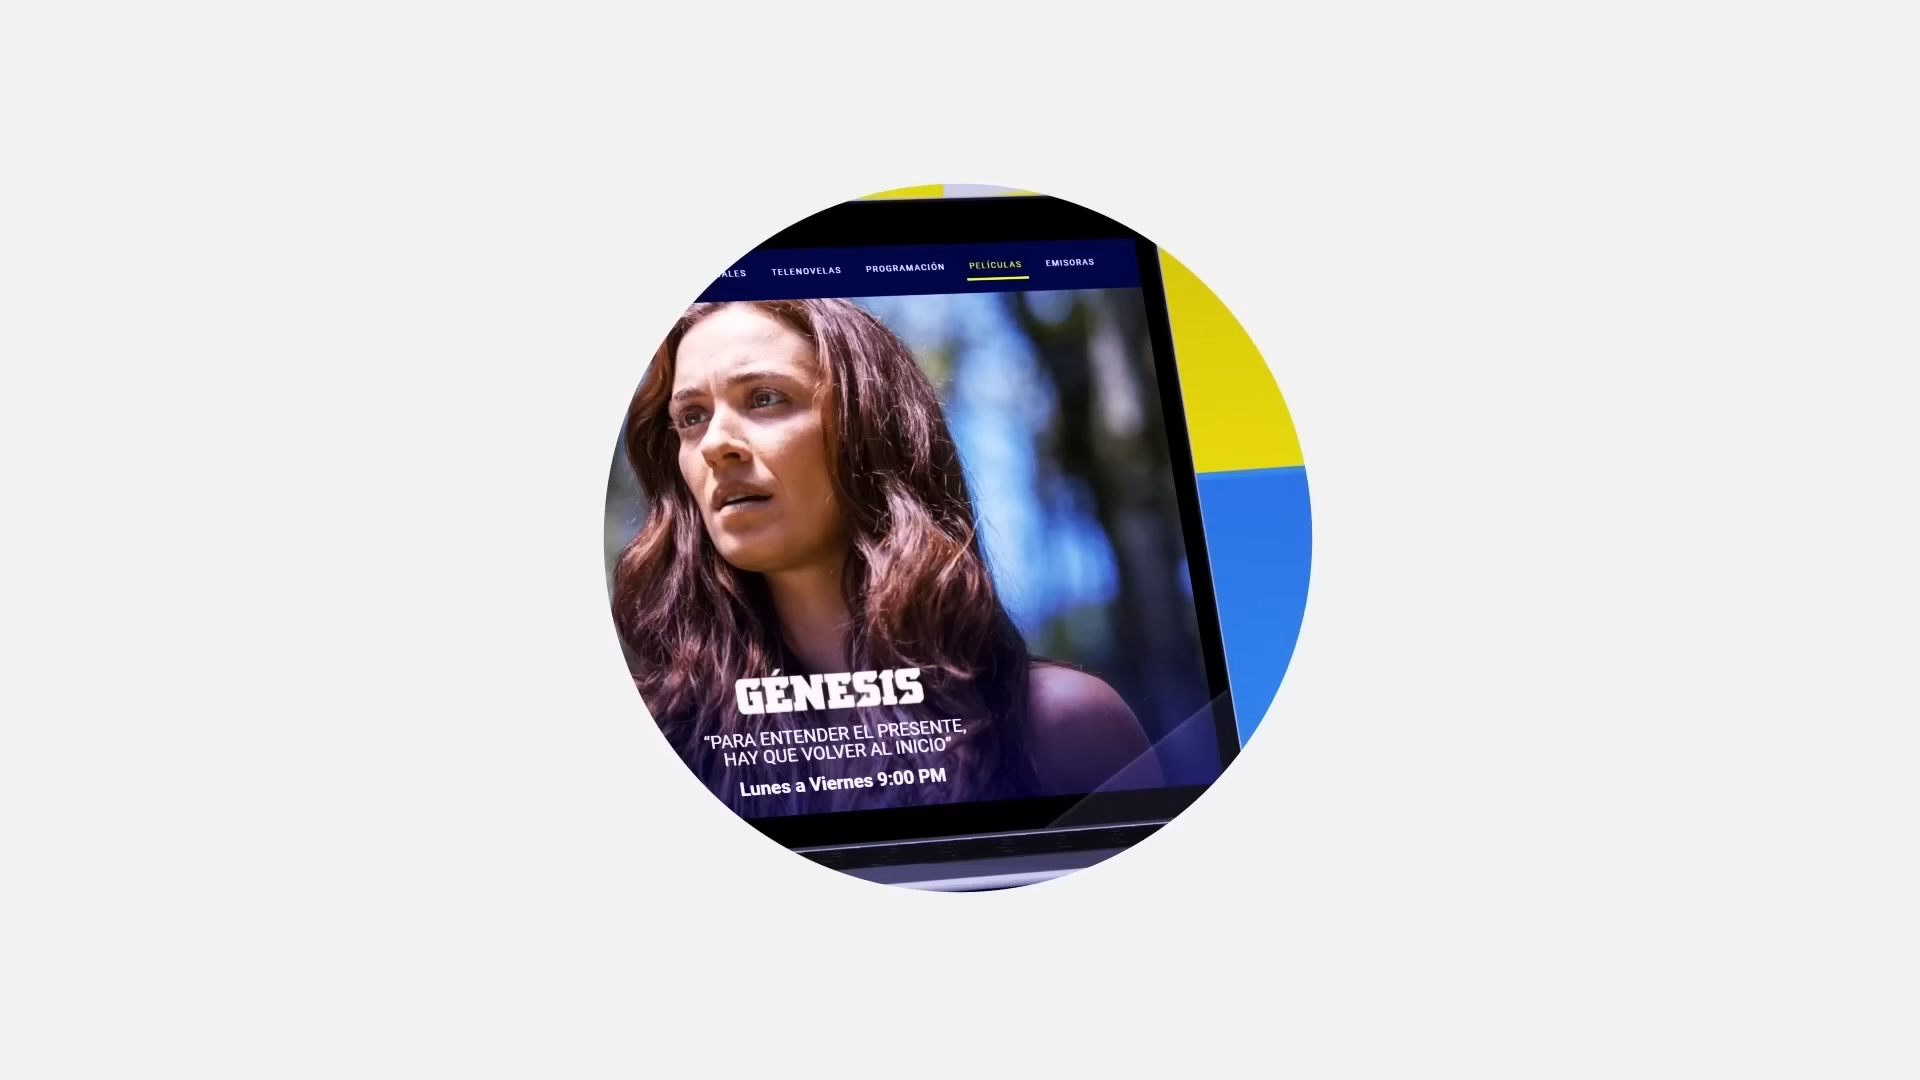 TELENOVELAS PROGRAMACIÓN PELÍCULAS EMISORAS
GÉNESIS
“PARA ENTENDER EL PRESENTE,
HAY QUE VOLVER AL INICIO”
Lunes a Viernes 9:00 PM